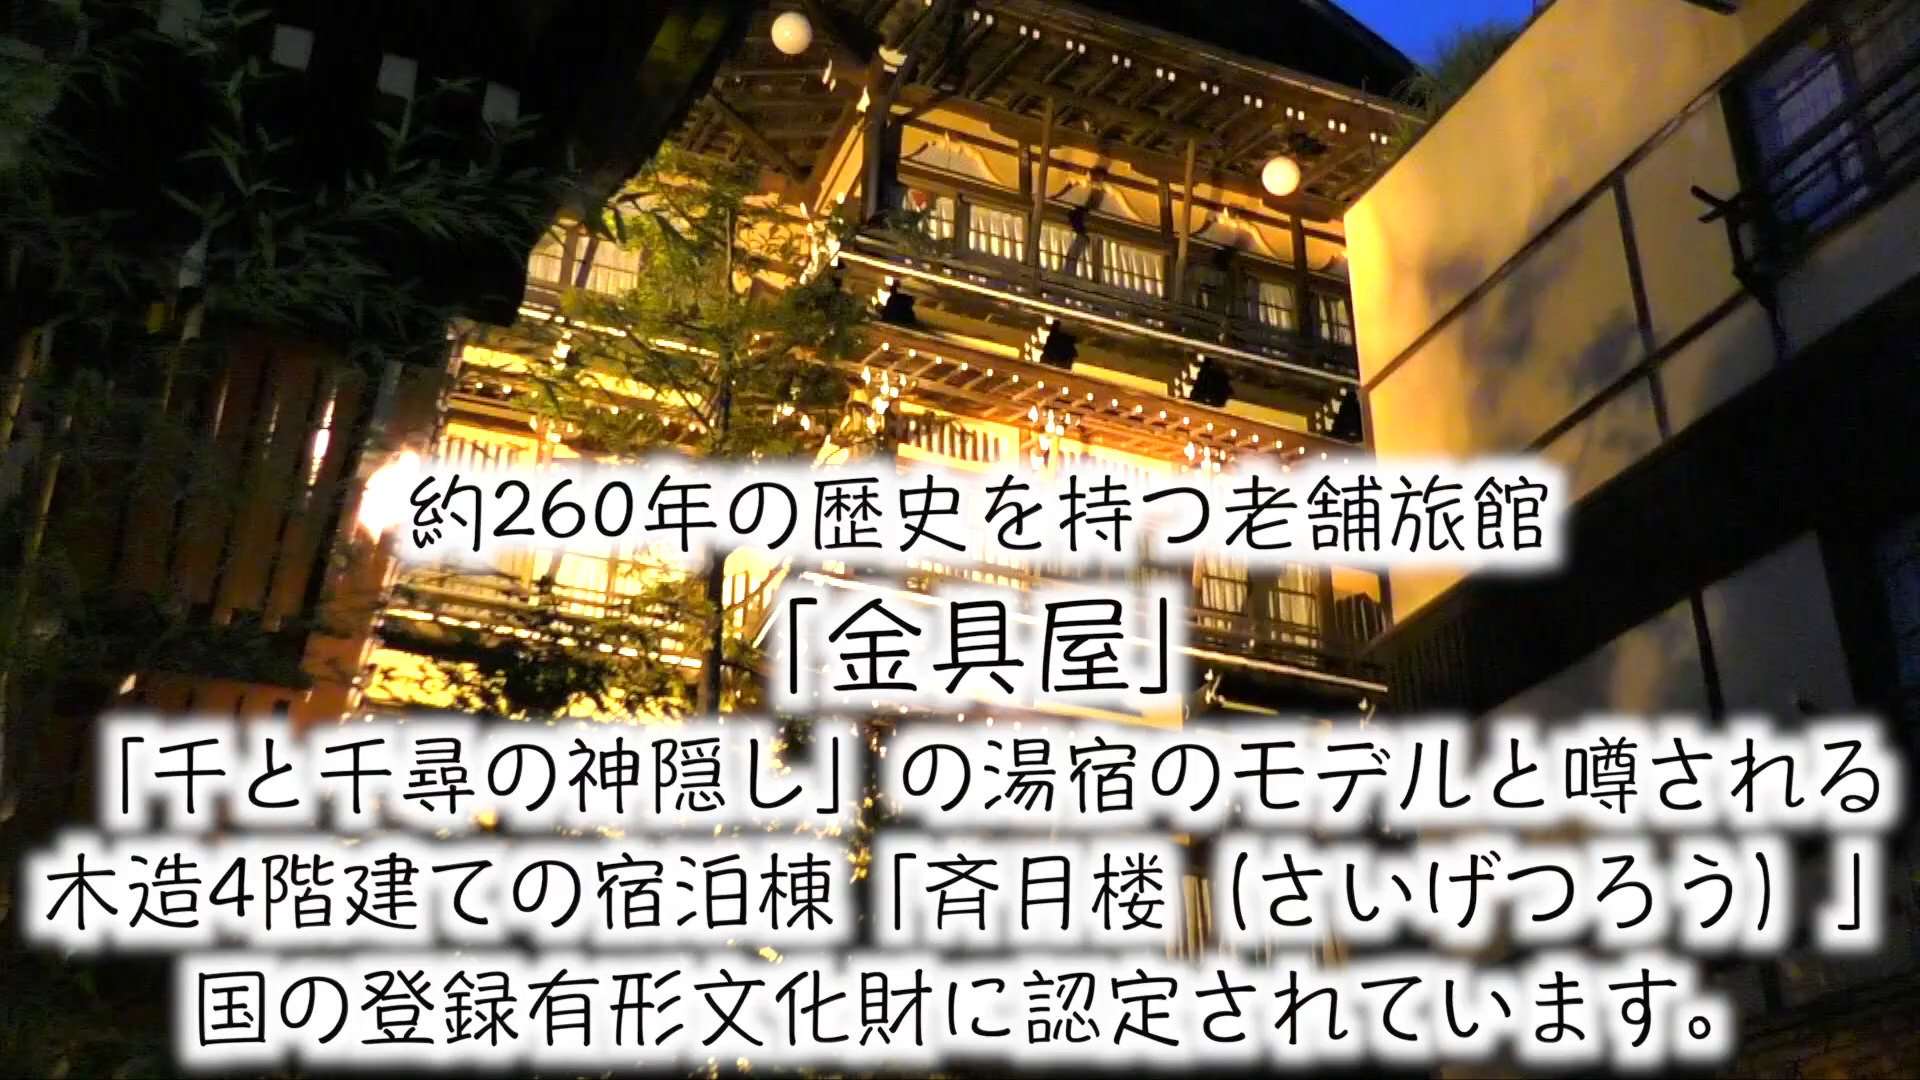 約260年の歴史を持つ老舗旅館
「金具屋」
「千と千尋の神隠し」の湯宿のモデルと噂される
木造4階建ての宿泊棟「斉月楼（さいげつろう）」
国の登録有形文化財に認定されています。